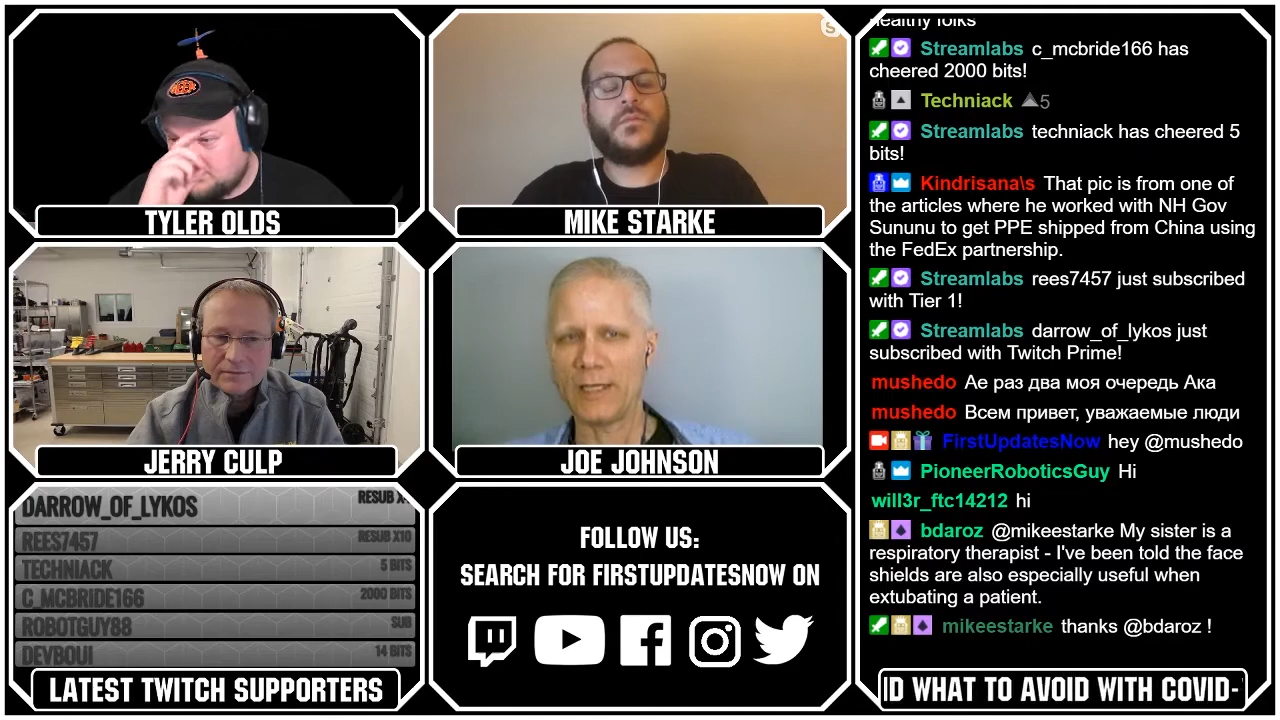 TYLER OLDS
MIKE STARKE
JERRY CULP
JOE JOHNSON
DARROW_OF_LYKOS
RESUB
REES7457 RESUB X10
TECHNIACK 5 BITS
C_MCBRIDE166 2000 BITS
ROBOTGUY88 SUB
DEVBOUI 14 BITS
LATEST TWITCH SUPPORTERS
FOLLOW US:
SEARCH FOR FIRSTUPDATESNOW ON
healthy folks
Streamlabs c_mcbride166 has
cheered 2000 bits!
Techniack 5
Streamlabs techniack has cheered 5
bits!
Kindrisana\s That pic is from one of
the articles where he worked with NH Gov
Sununu to get PPE shipped from China using
the FedEx partnership.
Streamlabs rees7457 just subscribed
with Tier 1!
Streamlabs darrow_of_lykos just
subscribed with Twitch Prime!
mushedo Ае раз два моя очередь Ака
mushedo Всем привет, уважаемые люди
FirstUpdatesNow hey @mushedo
PioneerRoboticsGuy Hi
will3r_ftc14212 hi
bdaroz @mikeestarke My sister is a
respiratory therapist - I've been told the face
shields are also especially useful when
extubating a patient.
mikeestarke thanks @bdaroz !
ID WHAT TO AVOID WITH COVID-